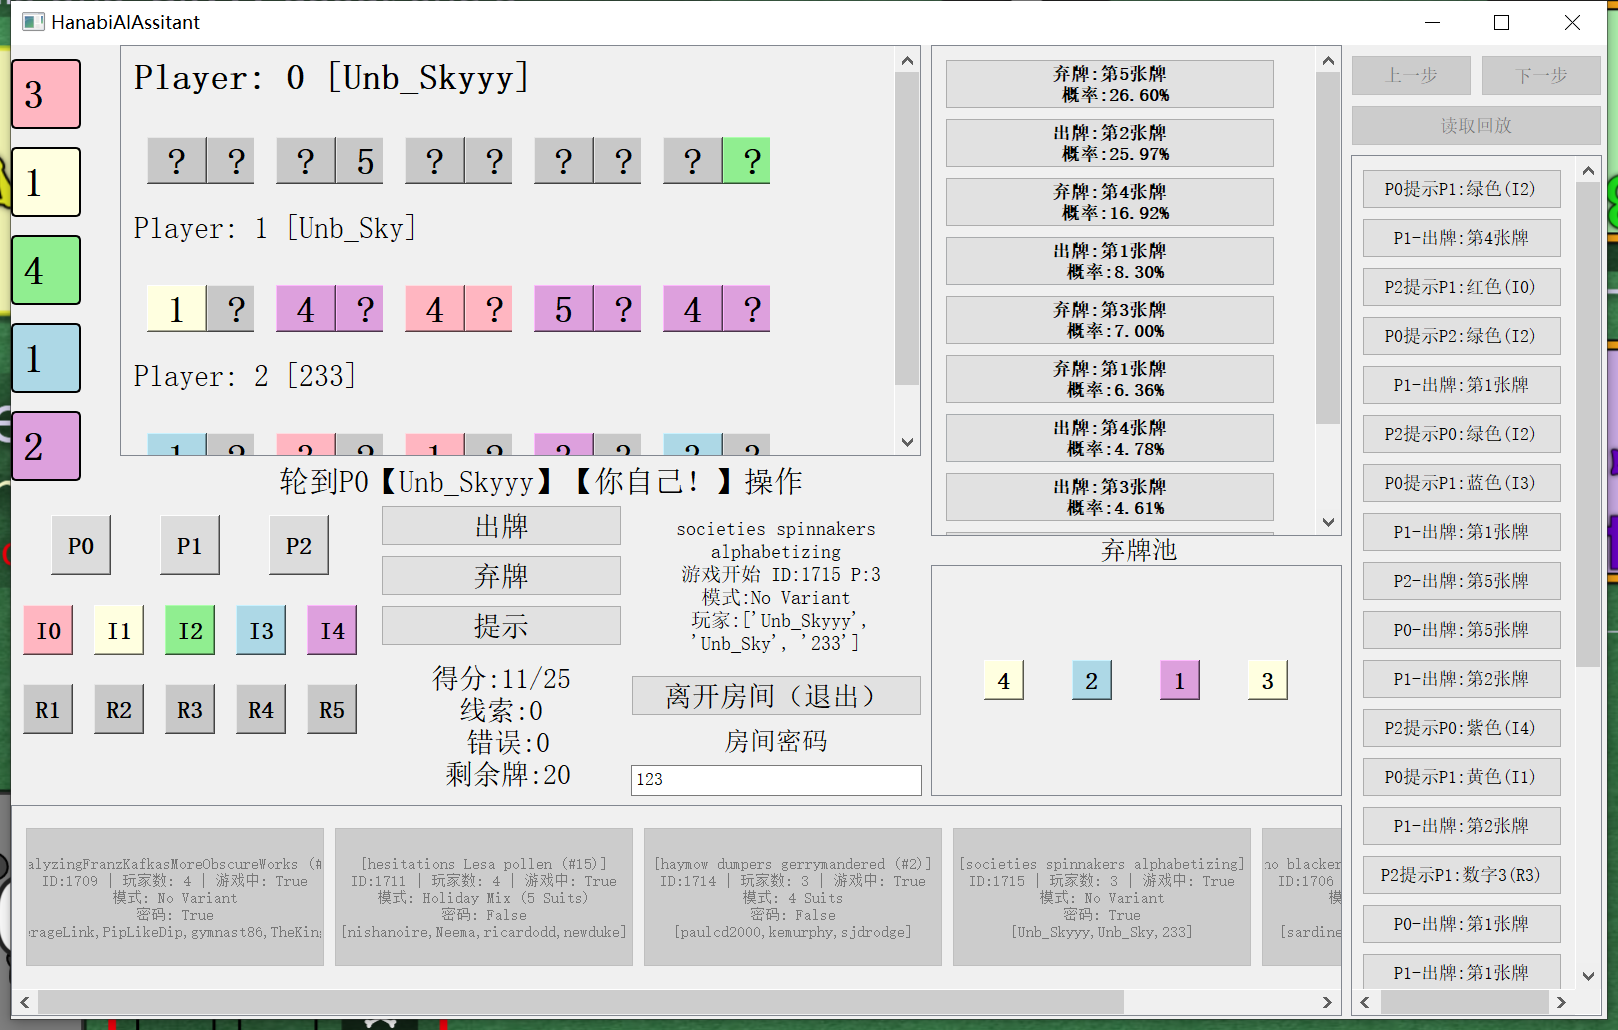 HanabiAIAssitant
3
1
4
1
2
Player: 0 [Unb_Skyyy]
? ? ? 5 ? ? ? ? ? ?
Player: 1 [Unb_Sky]
1 ? 4 ? 4 ? 5 ? 4 ?
Player: 2 [233]
轮到P0【Unb_Skyyy】【你自己！】操作
P0 P1 P2
I0 I1 I2 I3 I4
R1 R2 R3 R4 R5
出牌
弃牌
提示
得分:11/25
线索:0
错误:0
剩余牌:20
societies spinnakers
alphabetizing
游戏开始 ID:1715 P:3
模式:No Variant
玩家:['Unb_Skyyy',
'Unb_Sky', '233']
离开房间（退出）
房间密码
123
弃牌:第5张牌
概率:26.60%
出牌:第2张牌
概率:25.97%
弃牌:第4张牌
概率:16.92%
出牌:第1张牌
概率:8.30%
弃牌:第3张牌
概率:7.00%
弃牌:第1张牌
概率:6.36%
出牌:第4张牌
概率:4.78%
出牌:第3张牌
概率:4.61%
弃牌池
4 2 1 3
上一步 下一步
读取回放
P0提示P1:绿色(I2)
P1-出牌:第4张牌
P2提示P1:红色(I0)
P0提示P2:绿色(I2)
P1-出牌:第1张牌
P2提示P0:绿色(I2)
P0提示P1:蓝色(I3)
P1-出牌:第1张牌
P2-出牌:第5张牌
P0-出牌:第5张牌
P1-出牌:第2张牌
P2提示P0:紫色(I4)
P0提示P1:黄色(I1)
P1-出牌:第2张牌
P2提示P1:数字3(R3)
P0-出牌:第1张牌
P1-出牌:第1张牌
alyzingFranzKafkasMoreObscureWorks (#
ID:1709 | 玩家数: 4 | 游戏中: True
模式: No Variant
密码: True
rageLink,PipLikeDip,gymnast86,TheKin
[hesitations Lesa pollen (#15)]
ID:1711 | 玩家数: 4 | 游戏中: True
模式: Holiday Mix (5 Suits)
密码: False
[nishanoire,Neema,ricardodd,newduke]
[haymow dumpers gerrymandered (#2)]
ID:1714 | 玩家数: 3 | 游戏中: True
模式: 4 Suits
密码: False
[paulcd2000,kemurphy,sjdrodge]
[societies spinnakers alphabetizing]
ID:1715 | 玩家数: 3 | 游戏中: True
模式: No Variant
密码: True
[Unb_Skyyy,Unb_Sky,233]
no blacker
ID:1706
模
[sardine